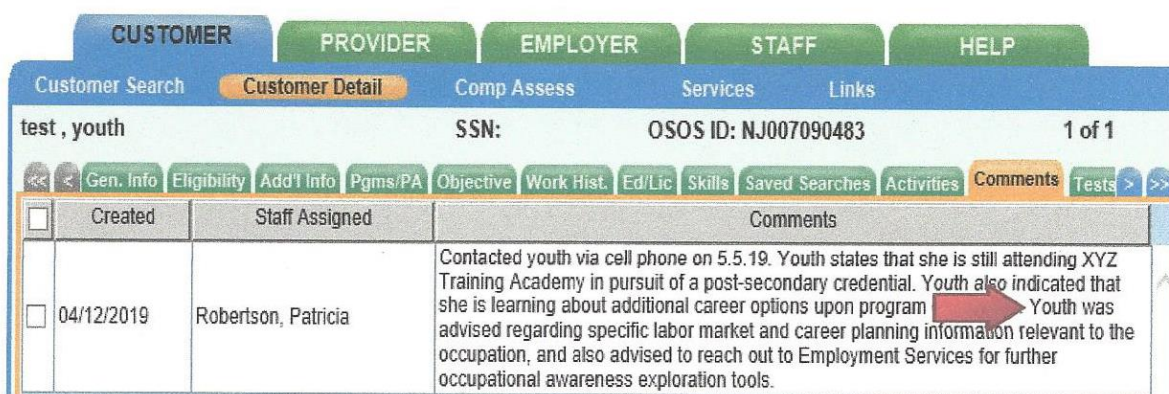 CUSTOMER PROVIDER EMPLOYER STAFF HELP
Customer Search Customer Detail Comp Assess Services Links
test , youth SSN: OSOS ID: NJ007090483 1 of 1
<< < Gen. Info Eligibility Add'l Info Pgms/PA Objective Work Hist. Ed/Lic Skills Saved Searches Activities Comments Tests > >>
Created Staff Assigned Comments
Contacted youth via cell phone on 5.5.19. Youth states that she is still attending XYZ
Training Academy in pursuit of a post-secondary credential. Youth also indicated that
she is learning about additional career options upon program Youth was
04/12/2019 Robertson, Patricia
advised regarding specific labor market and career planning information relevant to the
occupation, and also advised to reach out to Employment Services for further
occupational awareness exploration tools.